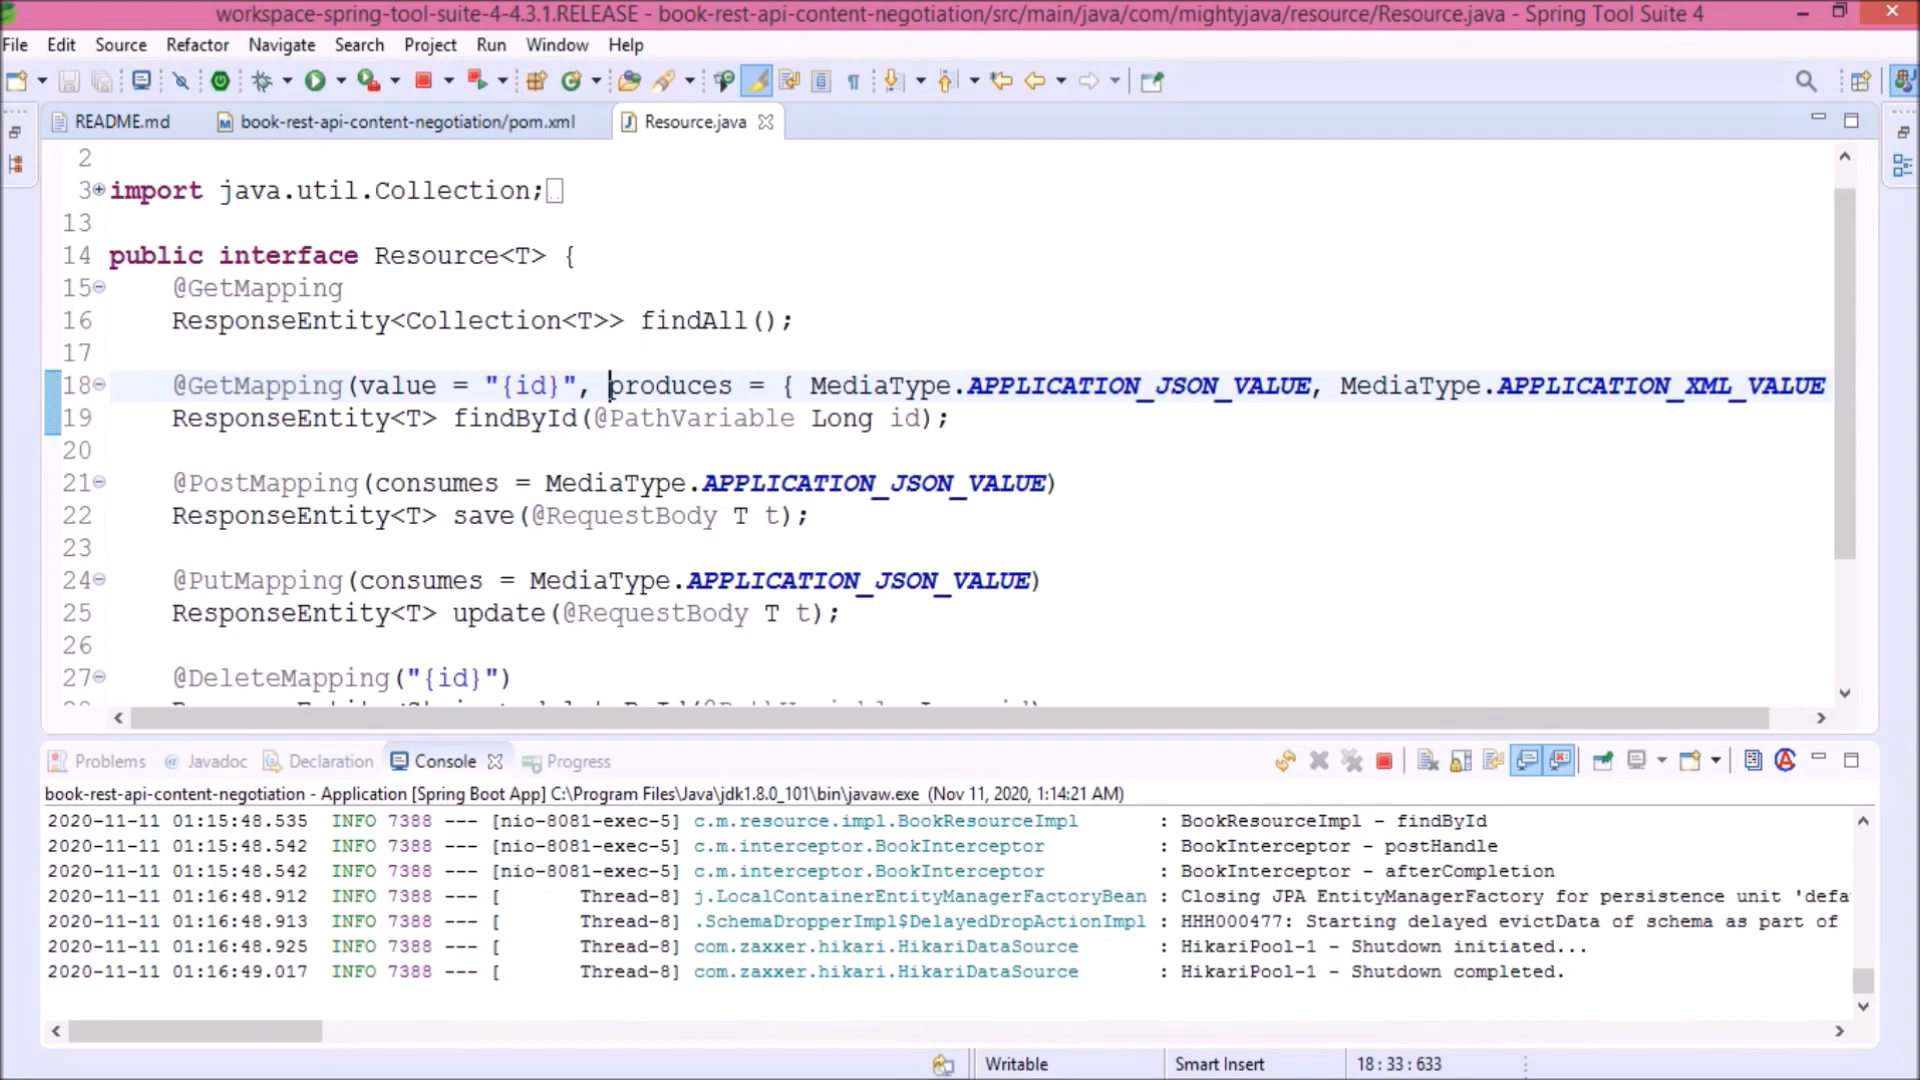 workspace-spring-tool-suite-4-4.3.1.RELEASE - book-rest-api-content-negotiation/src/main/java/com/mightyjava/resource/Resource.java - Spring Tool Suite 4
File Edit Source Refactor Navigate Search Project Run Window Help
README.md book-rest-api-content-negotiation/pom.xml Resource.java
2
3 import java.util.Collection;
13
14 public interface Resource<T> {
15 @GetMapping
16 ResponseEntity<Collection<T>> findAll();
17
18 @GetMapping(value = "{id}", produces = { MediaType.APPLICATION_JSON_VALUE, MediaType.APPLICATION_XML_VALUE
19 ResponseEntity<T> findById(@PathVariable Long id);
20
21 @PostMapping(consumes = MediaType.APPLICATION_JSON_VALUE)
22 ResponseEntity<T> save(@RequestBody T t);
23
24 @PutMapping(consumes = MediaType.APPLICATION_JSON_VALUE)
25 ResponseEntity<T> update(@RequestBody T t);
26
27 @DeleteMapping("{id}")
Problems Javadoc Declaration Console Progress
book-rest-api-content-negotiation - Application [Spring Boot App] C:\Program Files\Java\jdk1.8.0_101\bin\javaw.exe (Nov 11, 2020, 1:14:21 AM)
2020-11-11 01:15:48.535 INFO 7388 --- [nio-8081-exec-5] c.m.resource.impl.BookResourceImpl : BookResourceImpl - findById
2020-11-11 01:15:48.542 INFO 7388 --- [nio-8081-exec-5] c.m.interceptor.BookInterceptor : BookInterceptor - postHandle
2020-11-11 01:15:48.542 INFO 7388 --- [nio-8081-exec-5] c.m.interceptor.BookInterceptor : BookInterceptor - afterCompletion
2020-11-11 01:16:48.912 INFO 7388 --- [ Thread-8] j.LocalContainerEntityManagerFactoryBean : Closing JPA EntityManagerFactory for persistence unit 'defa
2020-11-11 01:16:48.913 INFO 7388 --- [ Thread-8] .SchemaDropperImpl$DelayedDropActionImpl : HHH000477: Starting delayed evictData of schema as part of
2020-11-11 01:16:48.925 INFO 7388 --- [ Thread-8] com.zaxxer.hikari.HikariDataSource : HikariPool-1 - Shutdown initiated...
2020-11-11 01:16:49.017 INFO 7388 --- [ Thread-8] com.zaxxer.hikari.HikariDataSource : HikariPool-1 - Shutdown completed.
Writable Smart Insert 18 : 33 : 633